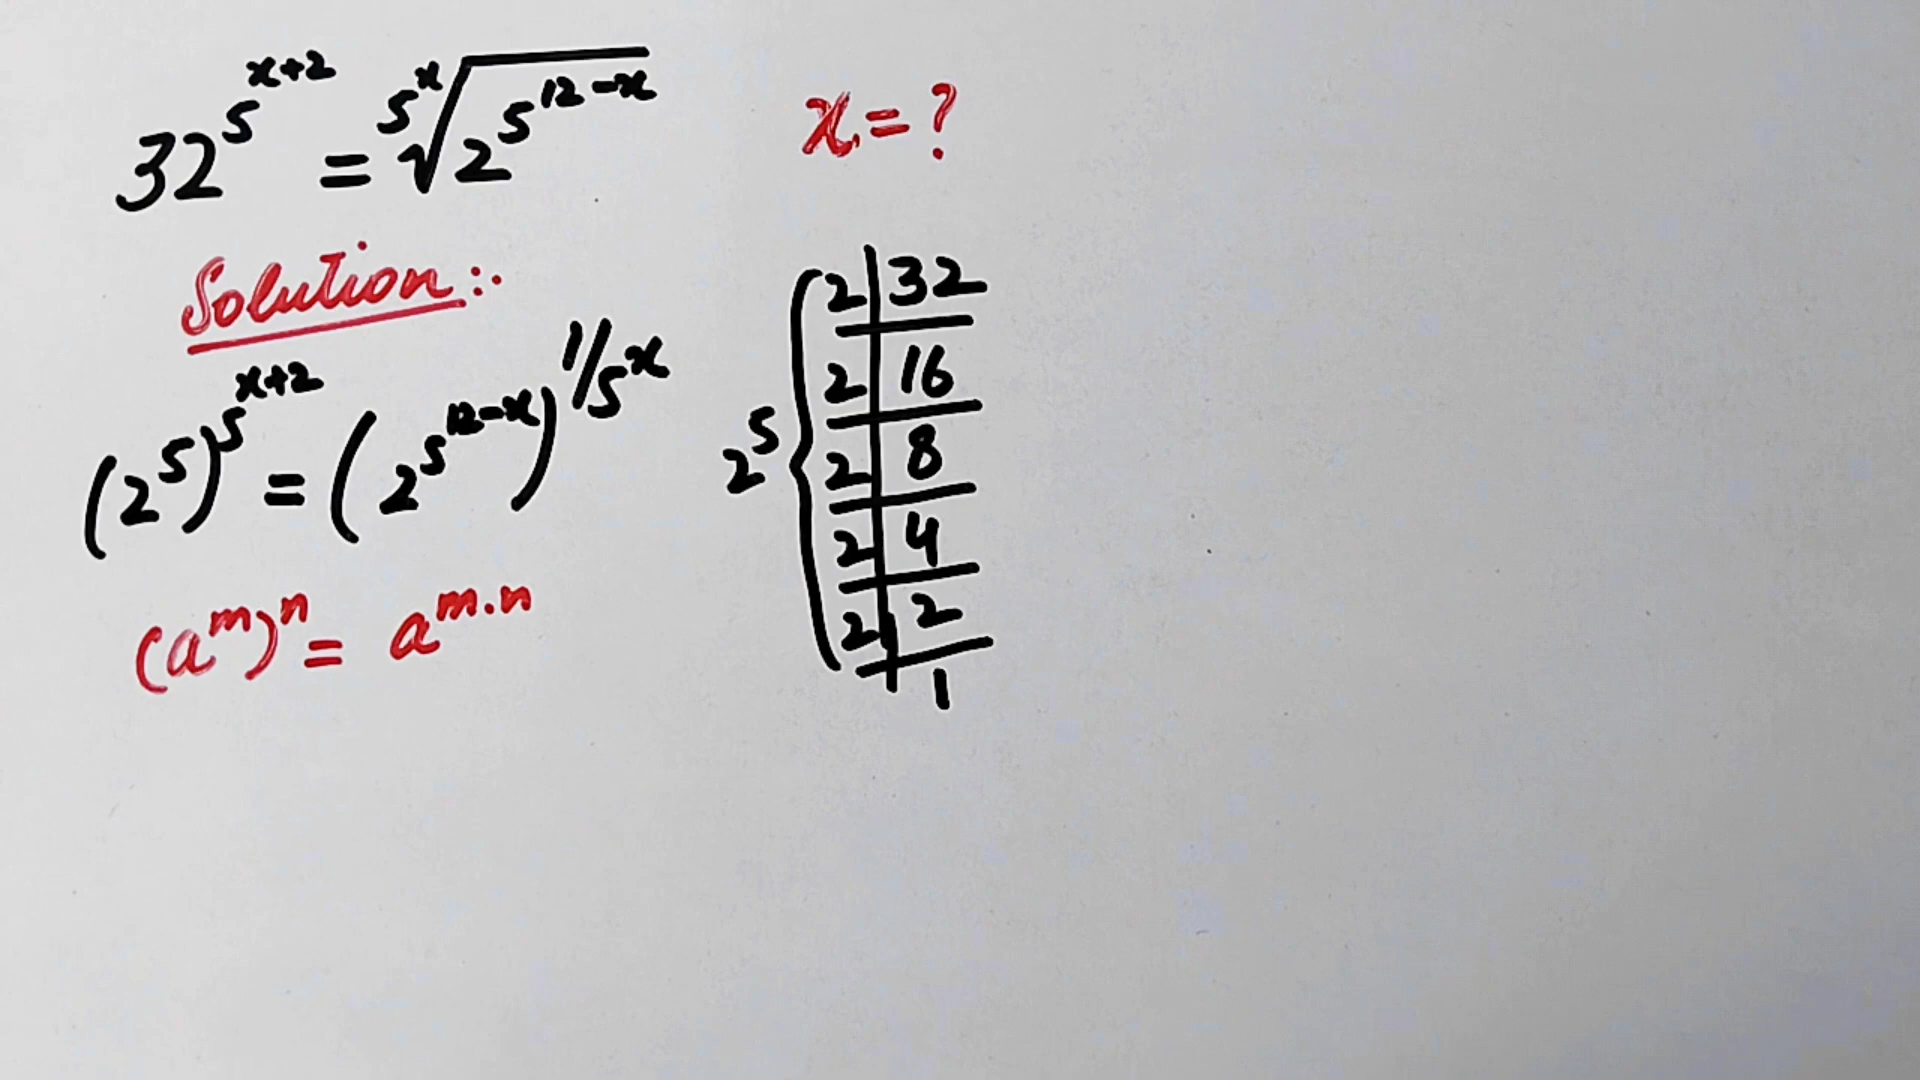 32^5^x+2 = 5^x√2^5^12-x
x = ?
Solution:-
(2^5)^5^x+2 = (2^5^12-x)^1/5^x
(a^m)^n = a^m.n
2^5
2 | 32
2 | 16
2 | 8
2 | 4
2 | 2
1